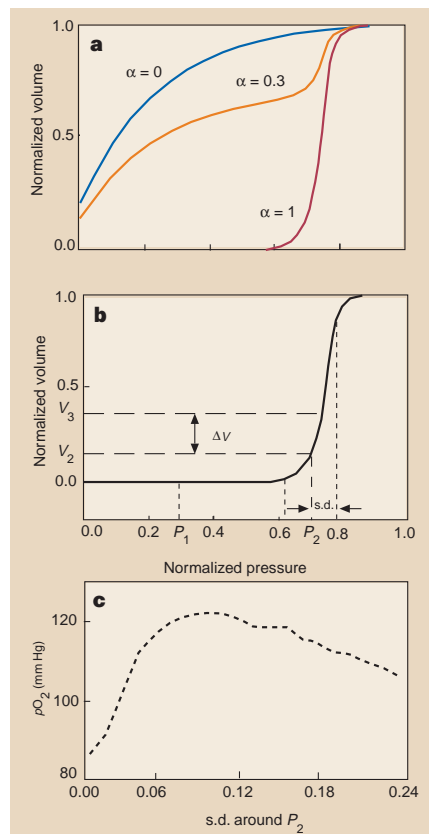 1.0
a
α = 0
α = 0.3
Normalized volume
0.5
α = 1
0.0
1.0
b
Normalized volume
0.5
V3
ΔV
V2
0.0
s.d.
0.0 0.2 P1 0.4 0.6 P2 0.8 1.0
Normalized pressure
c
120
pO2 (mm Hg)
100
80
0.00 0.06 0.12 0.18 0.24
s.d. around P2